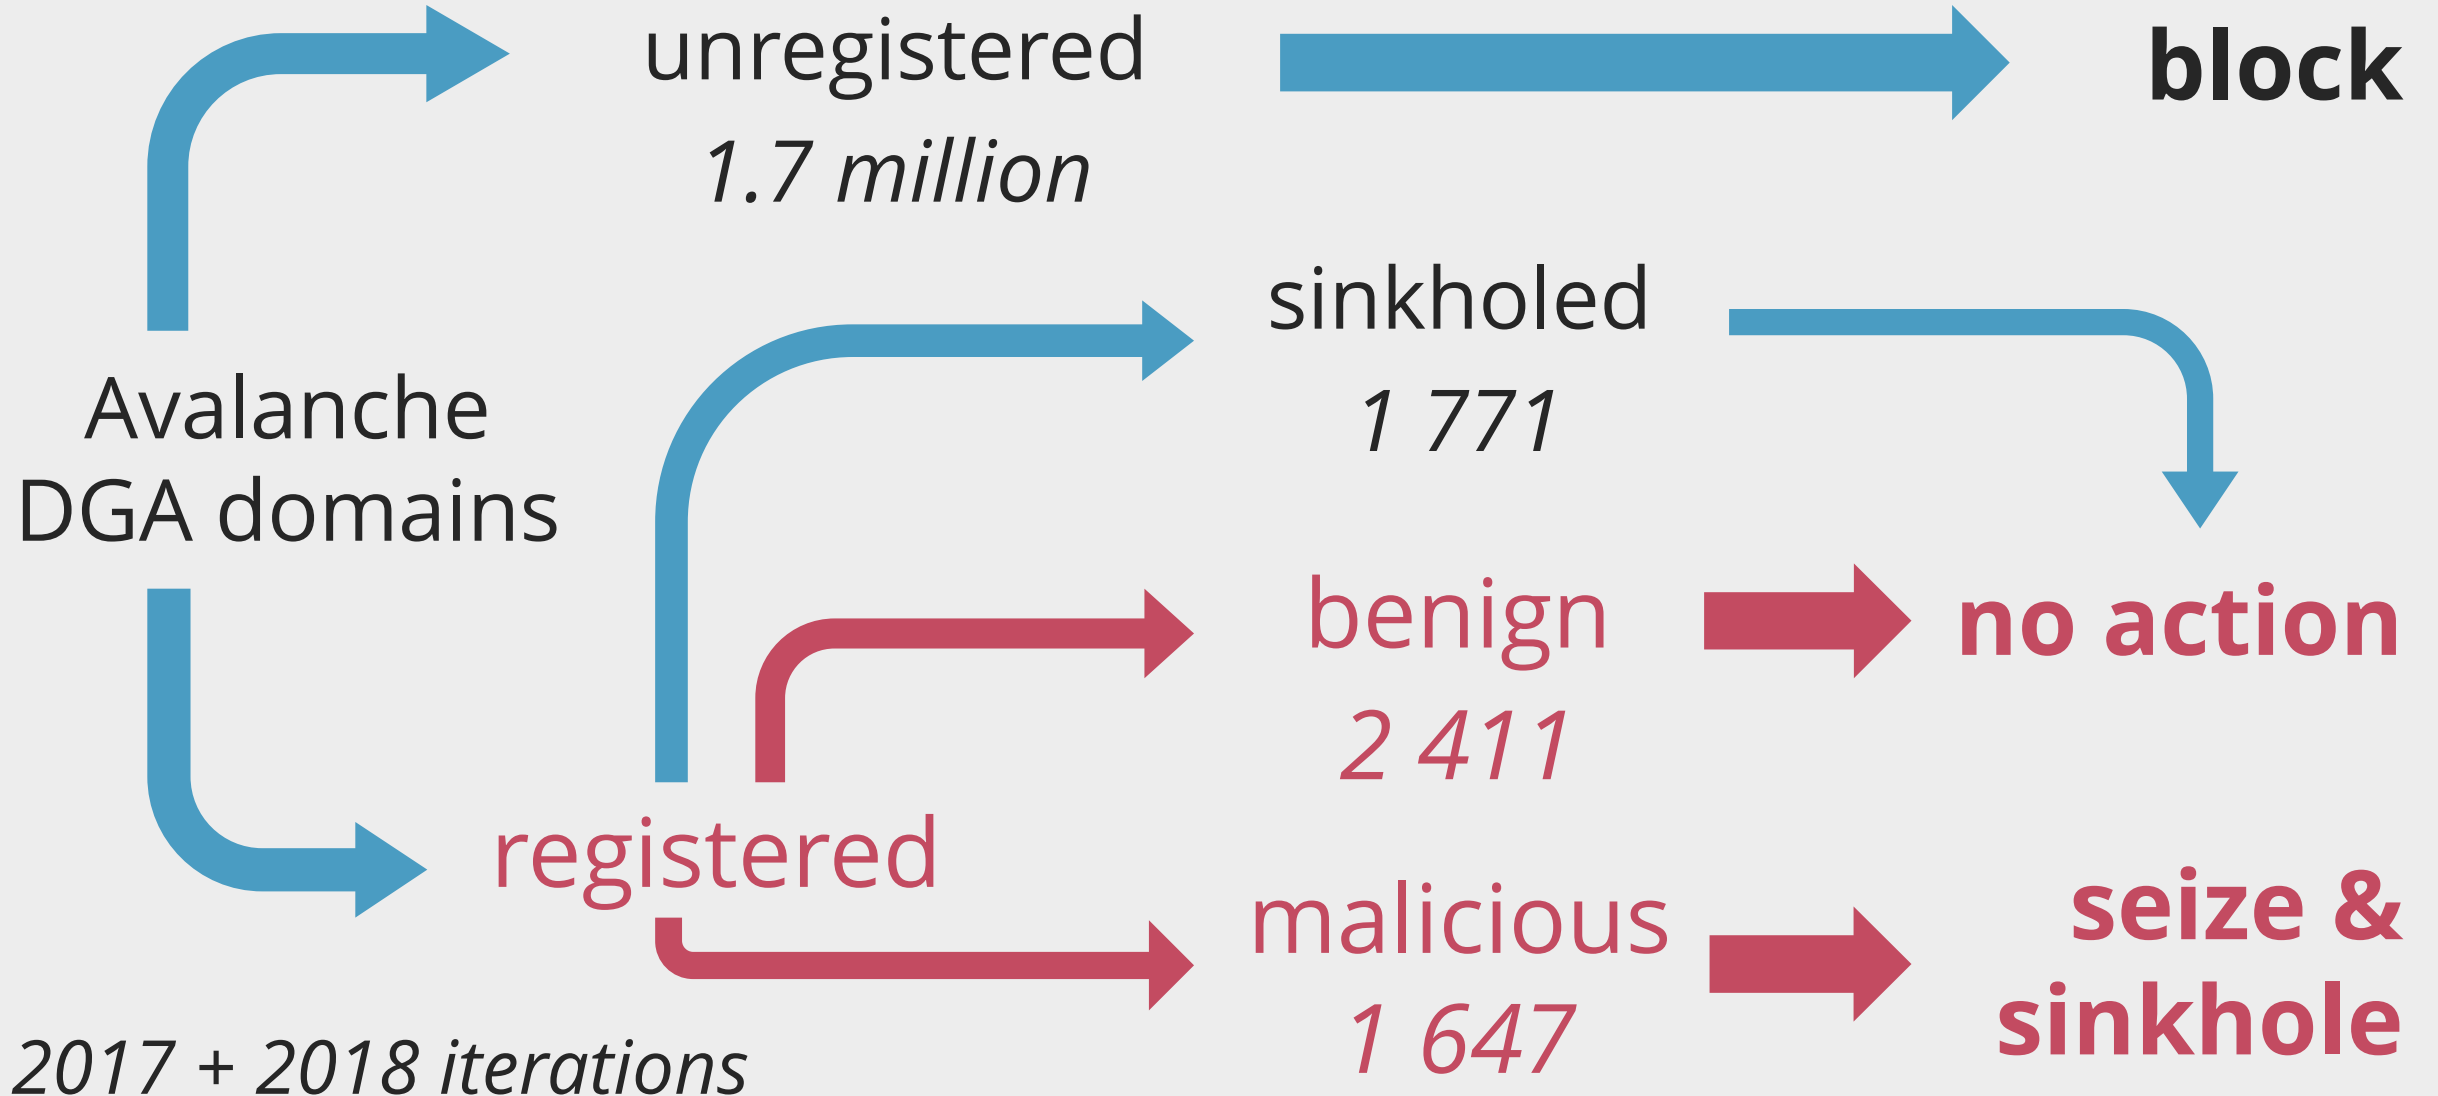 unregistered
1.7 million
block
sinkholed
1 771
Avalanche
DGA domains
benign
2 411
no action
registered
malicious
1 647
seize &
sinkhole
2017 + 2018 iterations